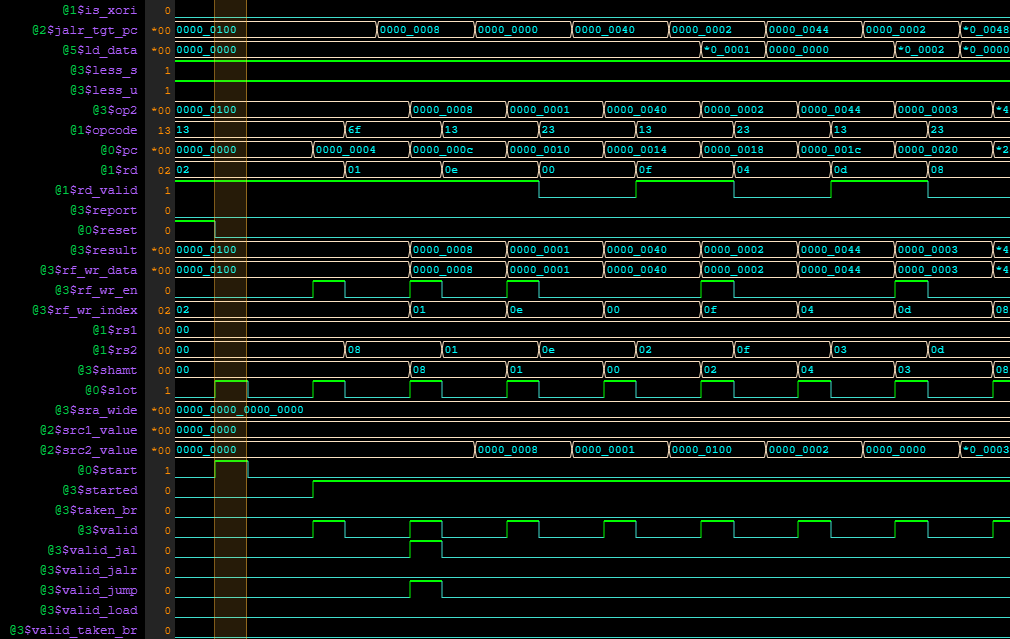 @1$is_xori 0
@2$jalr_tgt_pc *00 0000_0100 0000_0008 0000_0000 0000_0040 0000_0002 0000_0044 0000_0002 *0_0048
@5$ld_data *00 0000_0000 *0_0001 0000_0000 *0_0002 *0_0000
@3$less_s 1
@3$less_u 1
@3$op2 *00 0000_0100 0000_0008 0000_0001 0000_0040 0000_0002 0000_0044 0000_0003 *4
@1$opcode 13 13 6f 13 23 13 23 13 23
@0$pc *00 0000_0000 0000_0004 0000_000c 0000_0010 0000_0014 0000_0018 0000_001c 0000_0020 *2
@1$rd 02 02 01 0e 00 0f 04 0d 08
@1$rd_valid 1
@3$report 0
@0$reset 0
@3$result *00 0000_0100 0000_0008 0000_0001 0000_0040 0000_0002 0000_0044 0000_0003 *4
@3$rf_wr_data *00 0000_0100 0000_0008 0000_0001 0000_0040 0000_0002 0000_0044 0000_0003 *4
@3$rf_wr_en 0
@3$rf_wr_index 02 02 01 0e 00 0f 04 0d 08
@1$rs1 00 00
@1$rs2 00 00 08 01 0e 02 0f 03 0d
@3$shamt 00 00 08 01 00 02 04 03 08
@0$slot 1
@3$sra_wide *00 0000_0000_0000_0000
@2$src1_value *00 0000_0000
@2$src2_value *00 0000_0000 0000_0008 0000_0001 0000_0100 0000_0002 0000_0000 *0_0003
@0$start 1
@3$started 0
@3$taken_br 0
@3$valid 0
@3$valid_jal 0
@3$valid_jalr 0
@3$valid_jump 0
@3$valid_load 0
@3$valid_taken_br 0